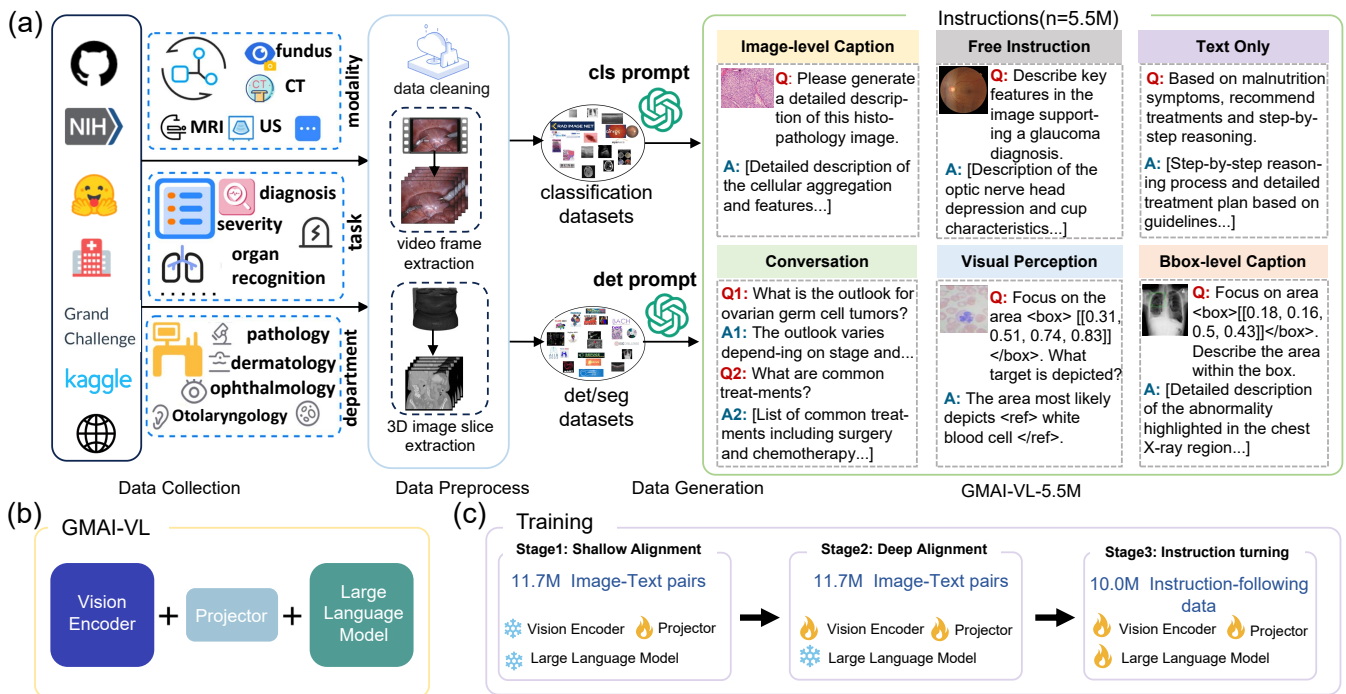 (a)
NIH
Grand
Challenge
kaggle
fundus
CT
CT
MRI
US
modality
diagnosis
severity
organ
recognition
......
task
pathology
dermatology
ophthalmology
Otolaryngology
department
Data Collection
data cleaning
video frame
extraction
3D image slice
extraction
Data Preprocess
cls prompt
RAD IMAGE NET
classification
datasets
det prompt
det/seg
datasets
Data Generation
Instructions(n=5.5M)
Image-level Caption
Q: Please generate
a detailed descrip-
tion of this histo-
pathology image.
A: [Detailed description of
the cellular aggregation
and features...]
Free Instruction
Q: Describe key
features in the
image support-
ing a glaucoma
diagnosis.
A: [Description of the
optic nerve head
depression and cup
characteristics...]
Text Only
Q: Based on malnutrition
symptoms, recommend
treatments and step-by-
step reasoning.
A: [Step-by-step reason-
ing process and detailed
treatment plan based on
guidelines...]
Conversation
Q1: What is the outlook for
ovarian germ cell tumors?
A1: The outlook varies
depend-ing on stage and...
Q2: What are common
treat-ments?
A2: [List of common treat-
ments including surgery
and chemotherapy...]
Visual Perception
Q: Focus on the
area <box> [[0.31,
0.51, 0.74, 0.83]]
</box>. What
target is depicted?
A: The area most likely
depicts <ref> white
blood cell </ref>.
Bbox-level Caption
Q: Focus on area
<box>[[0.18, 0.16,
0.5, 0.43]]</box>.
Describe the area
within the box.
A: [Detailed description
of the abnormality
highlighted in the chest
X-ray region...]
GMAI-VL-5.5M
(b)
GMAI-VL
Vision
Encoder
+
Projector
+
Large
Language
Model
(c)
Training
Stage1: Shallow Alignment
11.7M Image-Text pairs
Vision Encoder
Projector
Large Language Model
Stage2: Deep Alignment
11.7M Image-Text pairs
Vision Encoder
Projector
Large Language Model
Stage3: Instruction turning
10.0M Instruction-following
data
Vision Encoder
Projector
Large Language Model